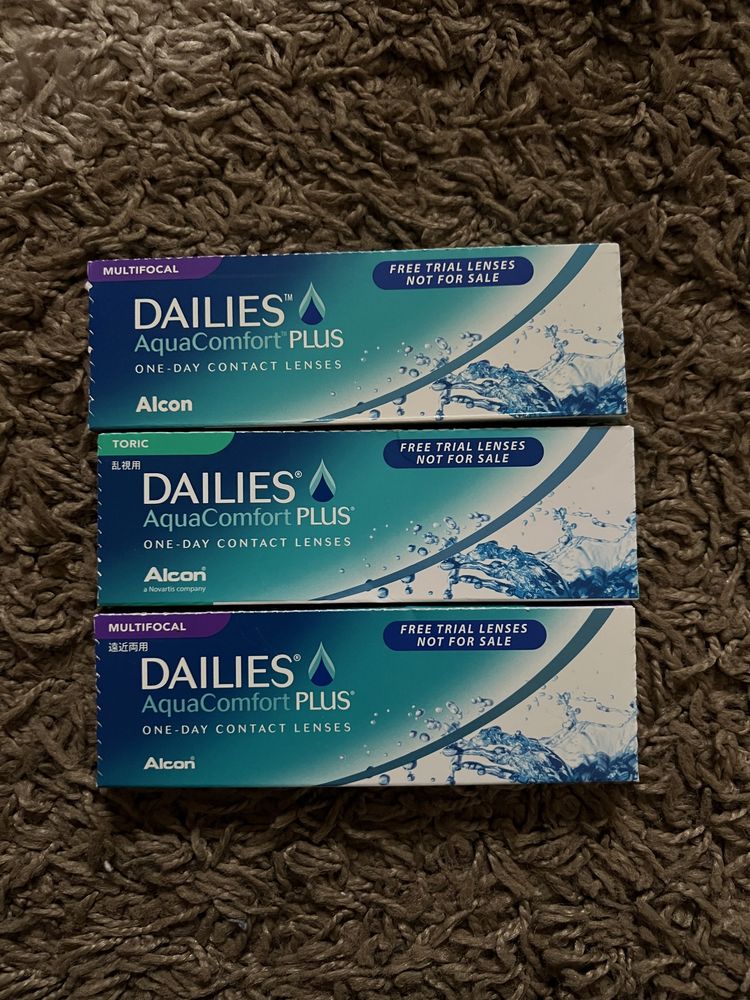 MULTIFOCAL
FREE TRIAL LENSES
NOT FOR SALE
DAILIES™
AquaComfort™ PLUS
ONE-DAY CONTACT LENSES
Alcon
TORIC
乱視用
FREE TRIAL LENSES
NOT FOR SALE
DAILIES®
AquaComfort PLUS®
ONE-DAY CONTACT LENSES
Alcon®
a Novartis company
MULTIFOCAL
遠近両用
FREE TRIAL LENSES
NOT FOR SALE
DAILIES®
AquaComfort PLUS®
ONE-DAY CONTACT LENSES
Alcon